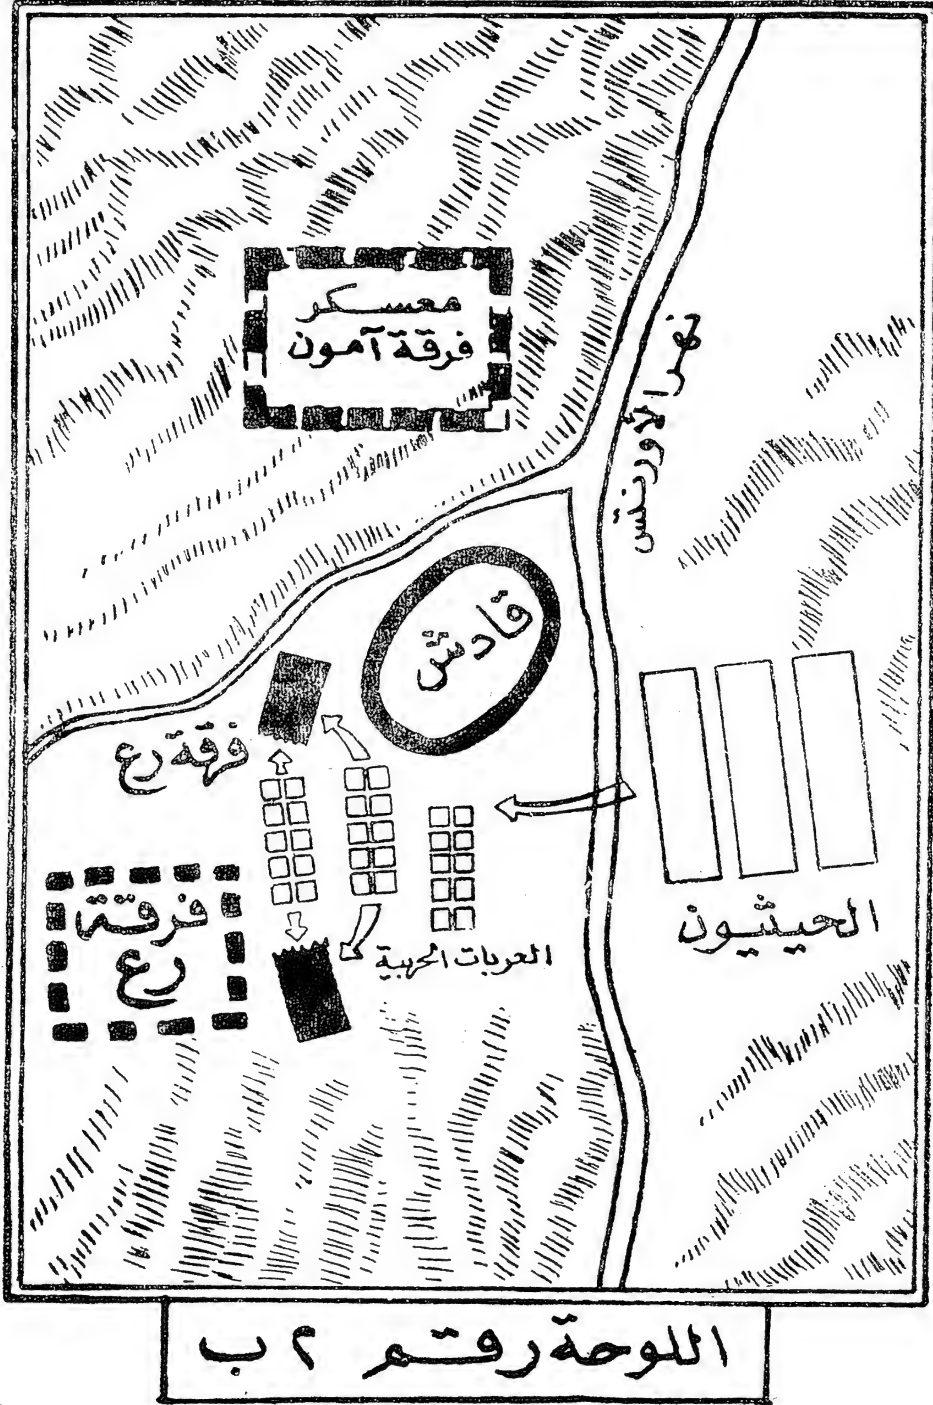 معسكر
فرقة آمون
نهر الأورنتس
قادش
فرقة رع
فرقة
رع
العربات الحربية
الحيثيون
اللوحة رقم ٢ ب